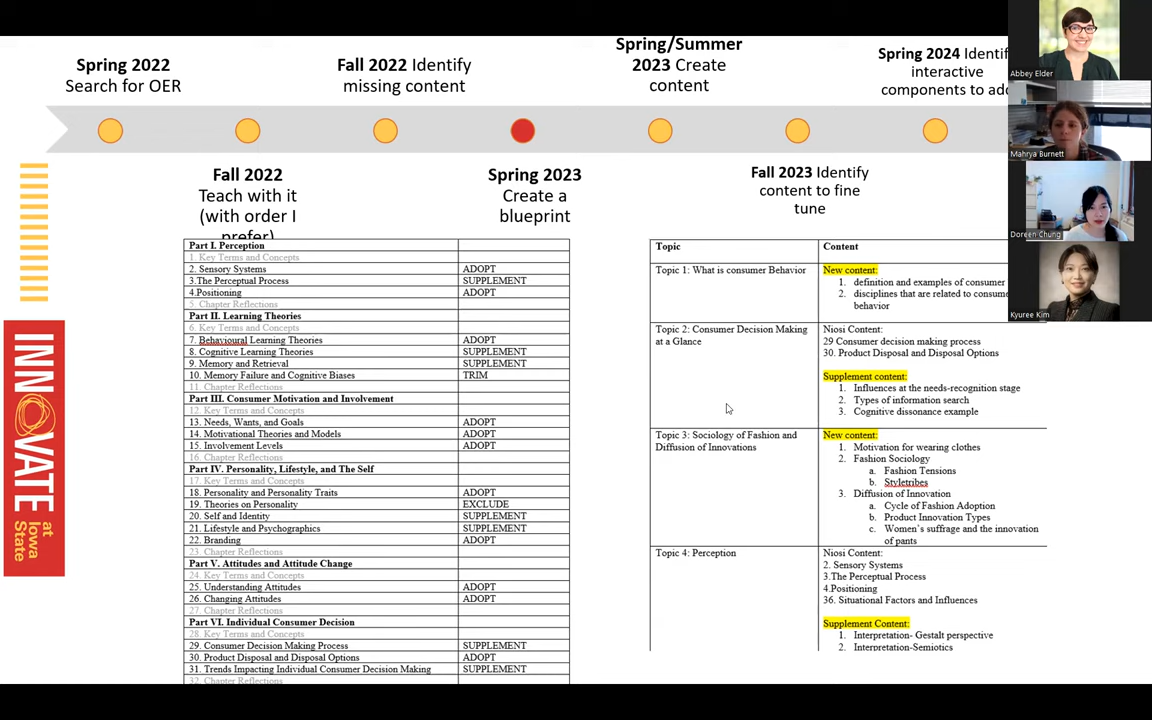 Spring 2022
Search for OER
Fall 2022 Identify
missing content
Spring/Summer
2023 Create
content
Spring 2024 Identif
interactive
components to ad
Fall 2022
Teach with it
(with order I
prefer)
Spring 2023
Create a
blueprint
Fall 2023 Identify
content to fine
tune
INNOVATE
at Iowa State
Part I. Perception
1. Key Terms and Concepts
2. Sensory Systems ADOPT
3.The Perceptual Process SUPPLEMENT
4.Positioning ADOPT
5. Chapter Reflections
Part II. Learning Theories
6. Key Terms and Concepts
7. Behavioural Learning Theories ADOPT
8. Cognitive Learning Theories SUPPLEMENT
9. Memory and Retrieval SUPPLEMENT
10. Memory Failure and Cognitive Biases TRIM
11. Chapter Reflections
Part III. Consumer Motivation and Involvement
12. Key Terms and Concepts
13. Needs, Wants, and Goals ADOPT
14. Motivational Theories and Models ADOPT
15. Involvement Levels ADOPT
16. Chapter Reflections
Part IV. Personality, Lifestyle, and The Self
17. Key Terms and Concepts
18. Personality and Personality Traits ADOPT
19. Theories on Personality EXCLUDE
20. Self and Identity SUPPLEMENT
21. Lifestyle and Psychographics SUPPLEMENT
22. Branding ADOPT
23. Chapter Reflections
Part V. Attitudes and Attitude Change
24. Key Terms and Concepts
25. Understanding Attitudes ADOPT
26. Changing Attitudes ADOPT
27. Chapter Reflections
Part VI. Individual Consumer Decision
28. Key Terms and Concepts
29. Consumer Decision Making Process SUPPLEMENT
30. Product Disposal and Disposal Options ADOPT
31. Trends Impacting Individual Consumer Decision Making SUPPLEMENT
32. Chapter Reflections
Topic Content
Topic 1: What is consumer Behavior New content:
1. definition and examples of consumer
2. disciplines that are related to consume
behavior
Topic 2: Consumer Decision Making Niosi Content:
at a Glance 29 Consumer decision making process
30. Product Disposal and Disposal Options
Supplement content:
1. Influences at the needs-recognition stage
2. Types of information search
3. Cognitive dissonance example
Topic 3: Sociology of Fashion and New content:
Diffusion of Innovations 1. Motivation for wearing clothes
2. Fashion Sociology
a. Fashion Tensions
b. Styletribes
3. Diffusion of Innovation
a. Cycle of Fashion Adoption
b. Product Innovation Types
c. Women's suffrage and the innovation
of pants
Topic 4: Perception Niosi Content:
2. Sensory Systems
3.The Perceptual Process
4.Positioning
36. Situational Factors and Influences
Supplement Content:
1. Interpretation- Gestalt perspective
2. Interpretation-Semiotics
Abbey Elder
Mahrya Burnett
Doreen Chung
Kyuree Kim